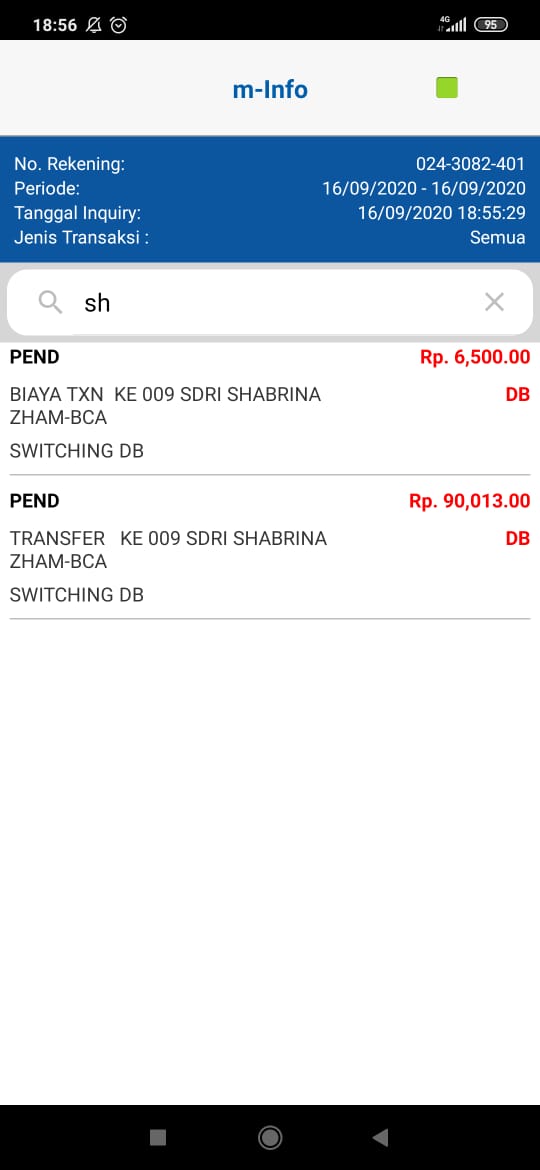 18:56
4G
95
m-Info
No. Rekening: 024-3082-401
Periode: 16/09/2020 - 16/09/2020
Tanggal Inquiry: 16/09/2020 18:55:29
Jenis Transaksi : Semua
sh
PEND Rp. 6,500.00
BIAYA TXN  KE 009 SDRI SHABRINA DB
ZHAM-BCA
SWITCHING DB
PEND Rp. 90,013.00
TRANSFER   KE 009 SDRI SHABRINA DB
ZHAM-BCA
SWITCHING DB